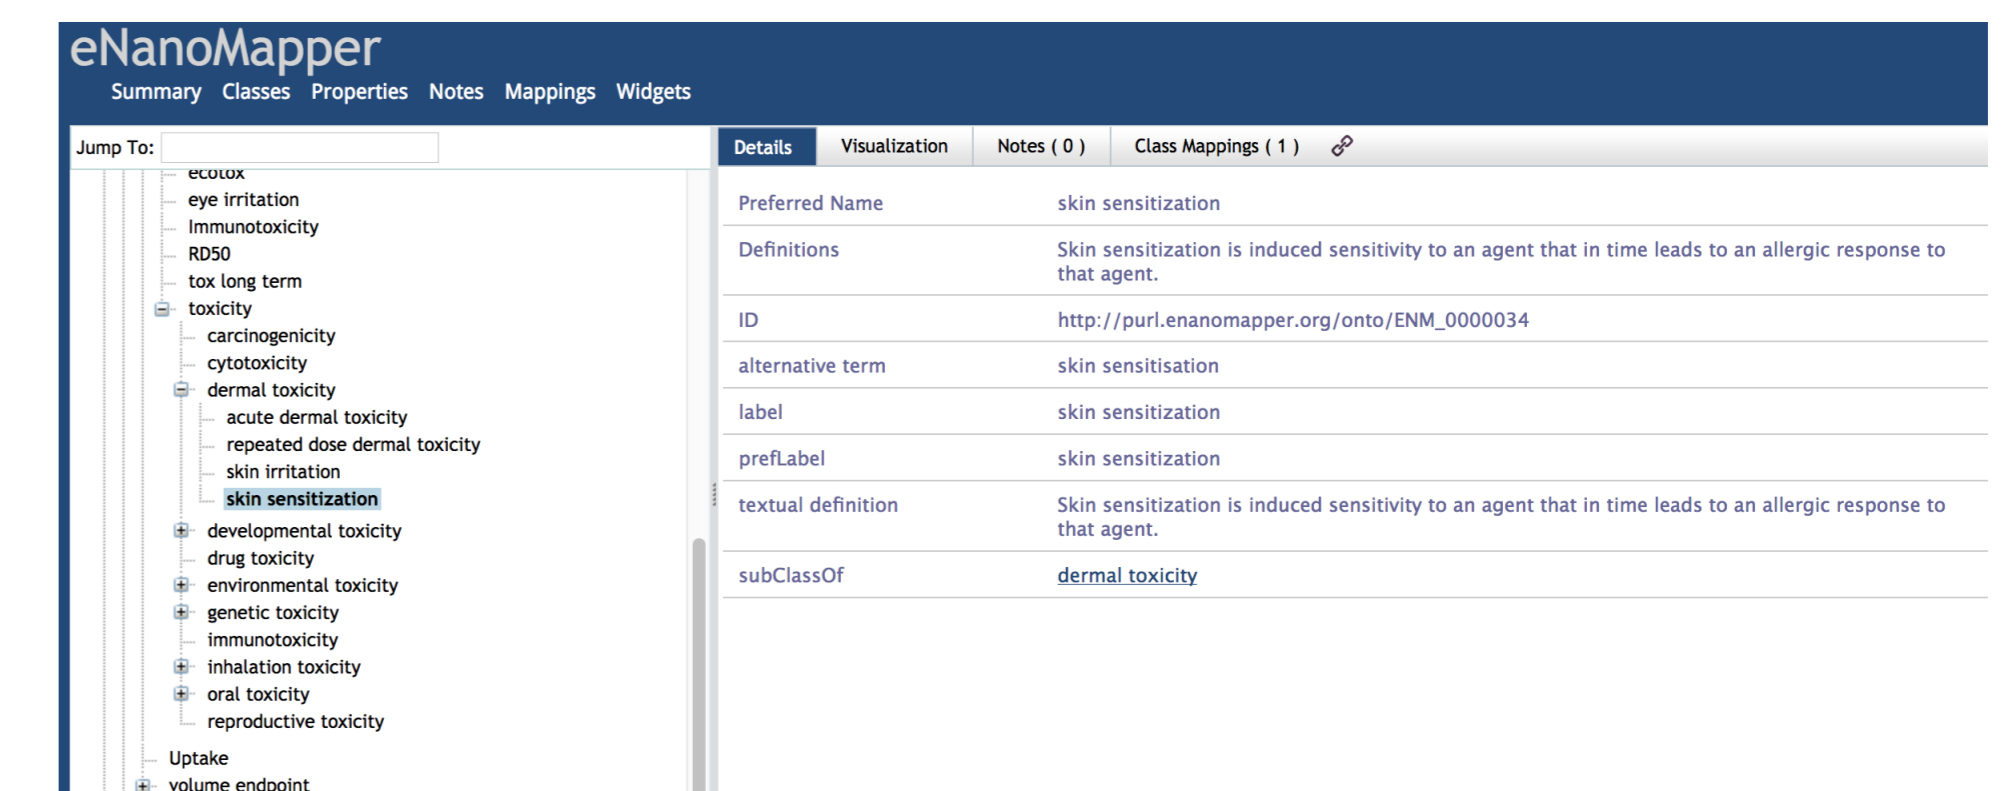 eNanoMapper
Summary Classes Properties Notes Mappings Widgets
Jump To:
ecotox
eye irritation
Immunotoxicity
RD50
tox long term
toxicity
carcinogenicity
cytotoxicity
dermal toxicity
acute dermal toxicity
repeated dose dermal toxicity
skin irritation
skin sensitization
developmental toxicity
drug toxicity
environmental toxicity
genetic toxicity
immunotoxicity
inhalation toxicity
oral toxicity
reproductive toxicity
Uptake
volume endpoint
Details Visualization Notes ( 0 ) Class Mappings ( 1 )
Preferred Name skin sensitization
Definitions Skin sensitization is induced sensitivity to an agent that in time leads to an allergic response to
that agent.
ID http://purl.enanomapper.org/onto/ENM_0000034
alternative term skin sensitisation
label skin sensitization
prefLabel skin sensitization
textual definition Skin sensitization is induced sensitivity to an agent that in time leads to an allergic response to
that agent.
subClassOf dermal toxicity